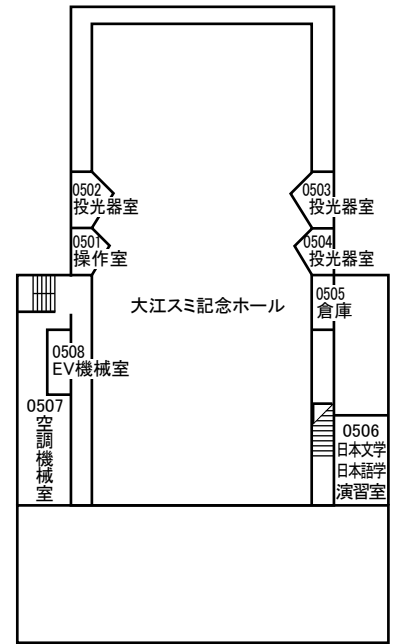 0502
投光器室
0503
投光器室
0501
操作室
0504
投光器室
大江スミ記念ホール
0505
倉庫
0508
EV機械室
0507
空調機械室
0506
日本文学
日本語学
演習室